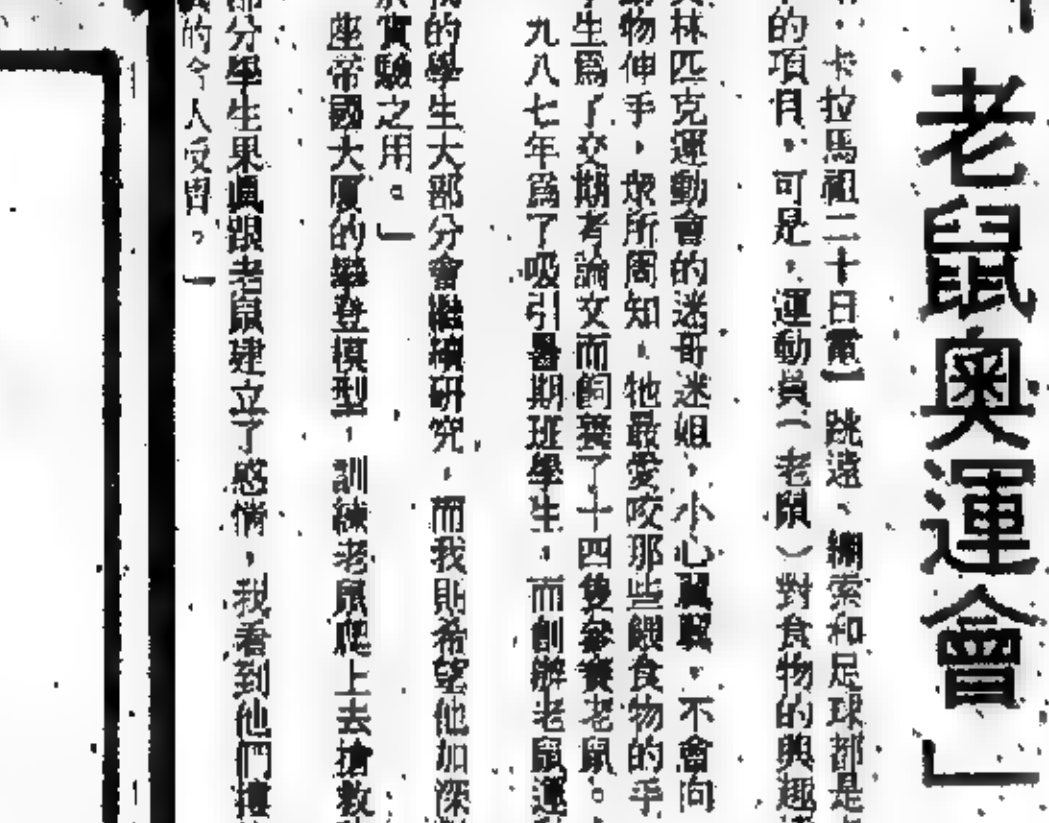 老鼠奧運會」
卡拉馬祖二十日電】跳遠、綱索和足球都是
的項目,可是,運動員(老鼠)對食物的興趣
林匹克運動會的迷哥迷姐,小心翼翼,不會向
物伸手,衆所周知,牠最愛咬那些餵食物的手
生爲了交期考論文而飼養了十四隻參賽老鼠。
九八七年爲了吸引暑期班學生,而創辦老鼠運
的學生大部分會繼續研究,而我則希望他加深
實驗之用。」
座帝國大厦的攀登模型,訓練老鼠爬上去搶救
部分學生果眞跟老鼠建立了感情,我看到他們摟
的令人受胃。」